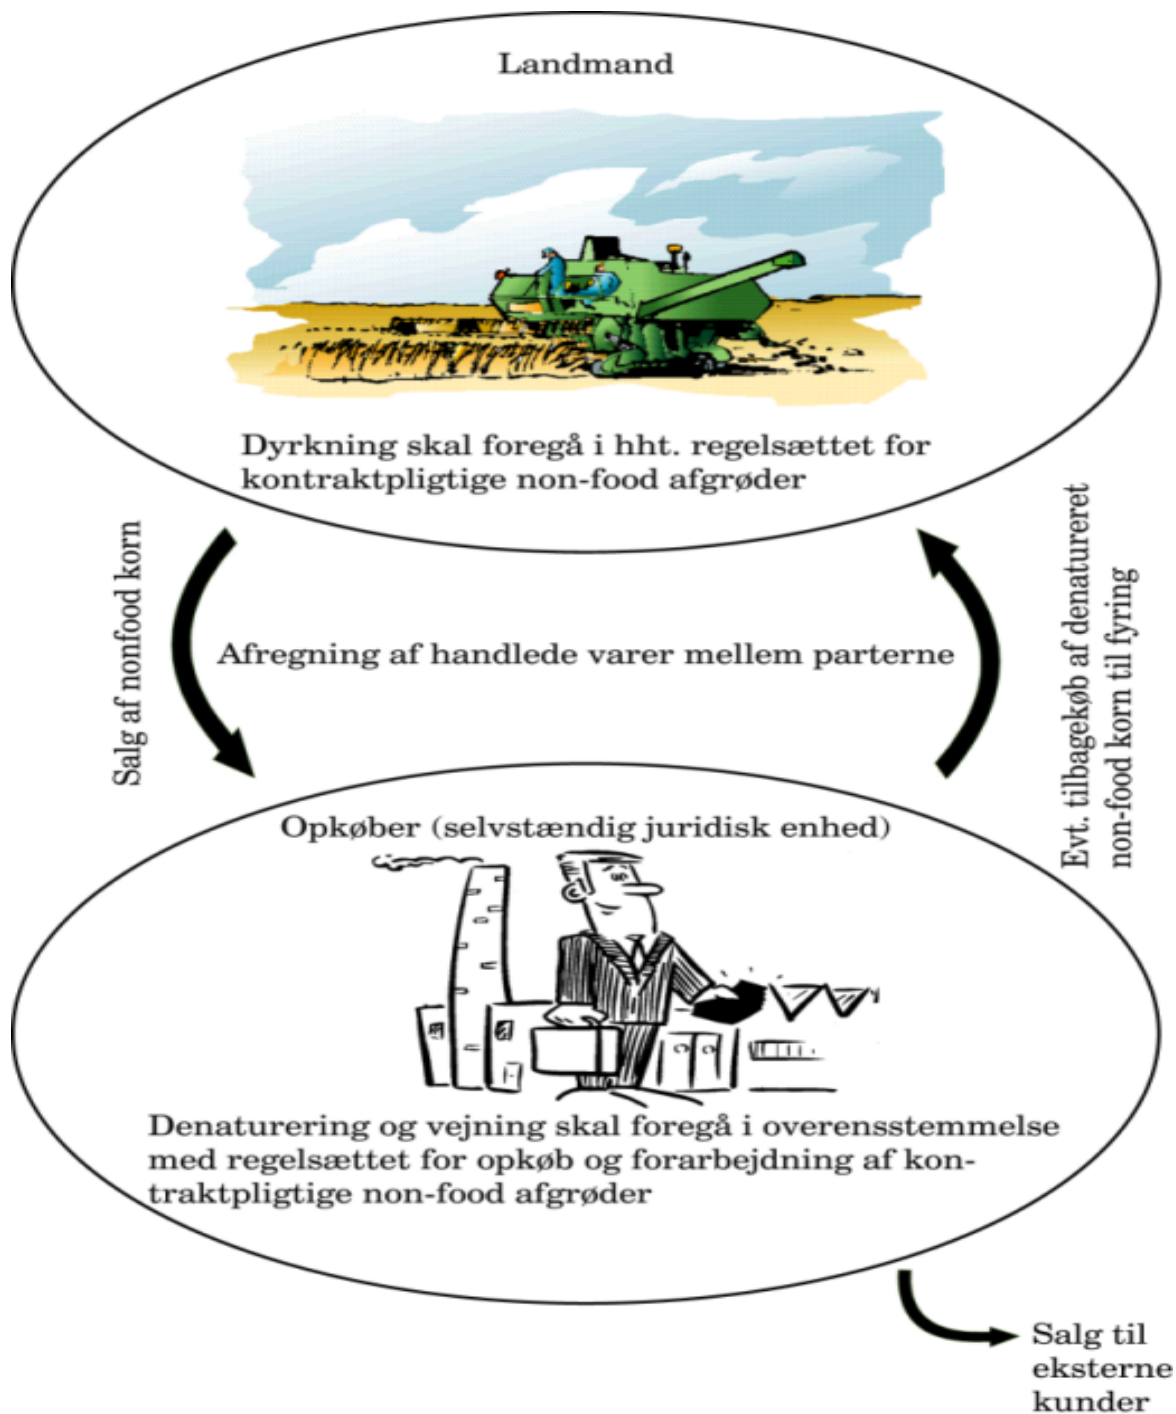 Landmand
Dyrkning skal foregå i hht. regelsættet for
kontraktpligtige non-food afgrøder
Salg af nonfood korn
Afregning af handlede varer mellem parterne
Evt. tilbagekøb af denatureret
non-food korn til fyring
Opkøber (selvstændig juridisk enhed)
Denaturering og vejning skal foregå i overensstemmelse
med regelsættet for opkøb og forarbejdning af kon-
traktpligtige non-food afgrøder
Salg til
eksterne
kunder